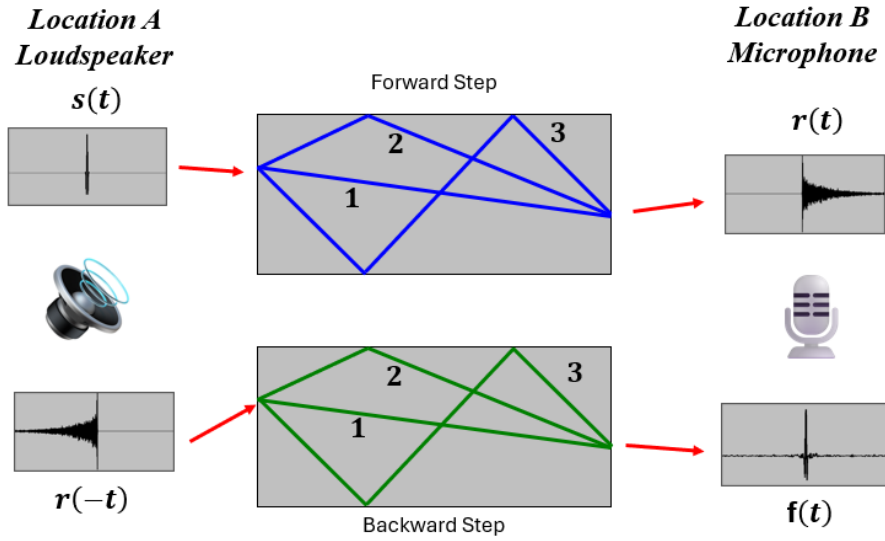 Location A
Loudspeaker
s(t)
Forward Step
Location B
Microphone
r(t)
1
2
3
1
2
3
r(-t)
Backward Step
f(t)